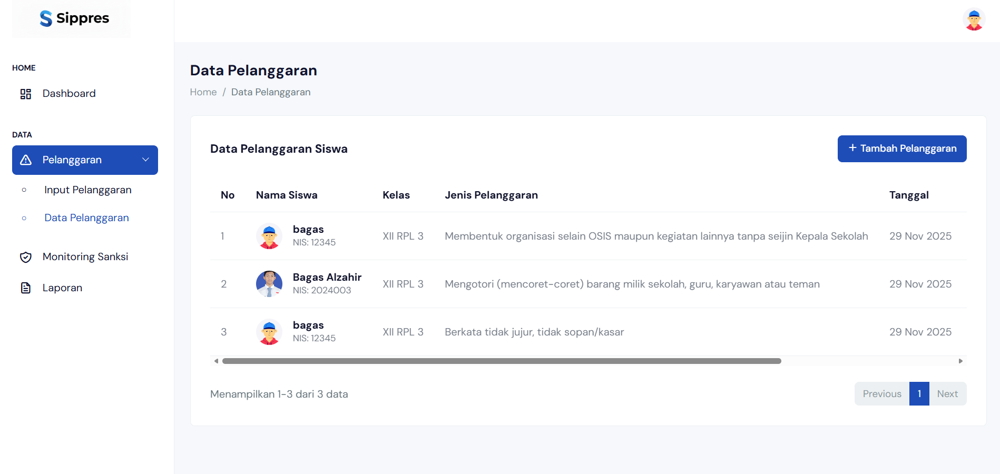 Sippres
HOME
Dashboard
DATA
Pelanggaran
Input Pelanggaran
Data Pelanggaran
Monitoring Sanksi
Laporan
Data Pelanggaran
Home / Data Pelanggaran
Data Pelanggaran Siswa
+ Tambah Pelanggaran
No Nama Siswa Kelas Jenis Pelanggaran Tanggal
1 bagas XII RPL 3 Membentuk organisasi selain OSIS maupun kegiatan lainnya tanpa seijin Kepala Sekolah 29 Nov 2025
NIS: 12345
2 Bagas Alzahir XII RPL 3 Mengotori (mencoret-coret) barang milik sekolah, guru, karyawan atau teman 29 Nov 2025
NIS: 2024003
3 bagas XII RPL 3 Berkata tidak jujur, tidak sopan/kasar 29 Nov 2025
NIS: 12345
Menampilkan 1-3 dari 3 data
Previous 1 Next